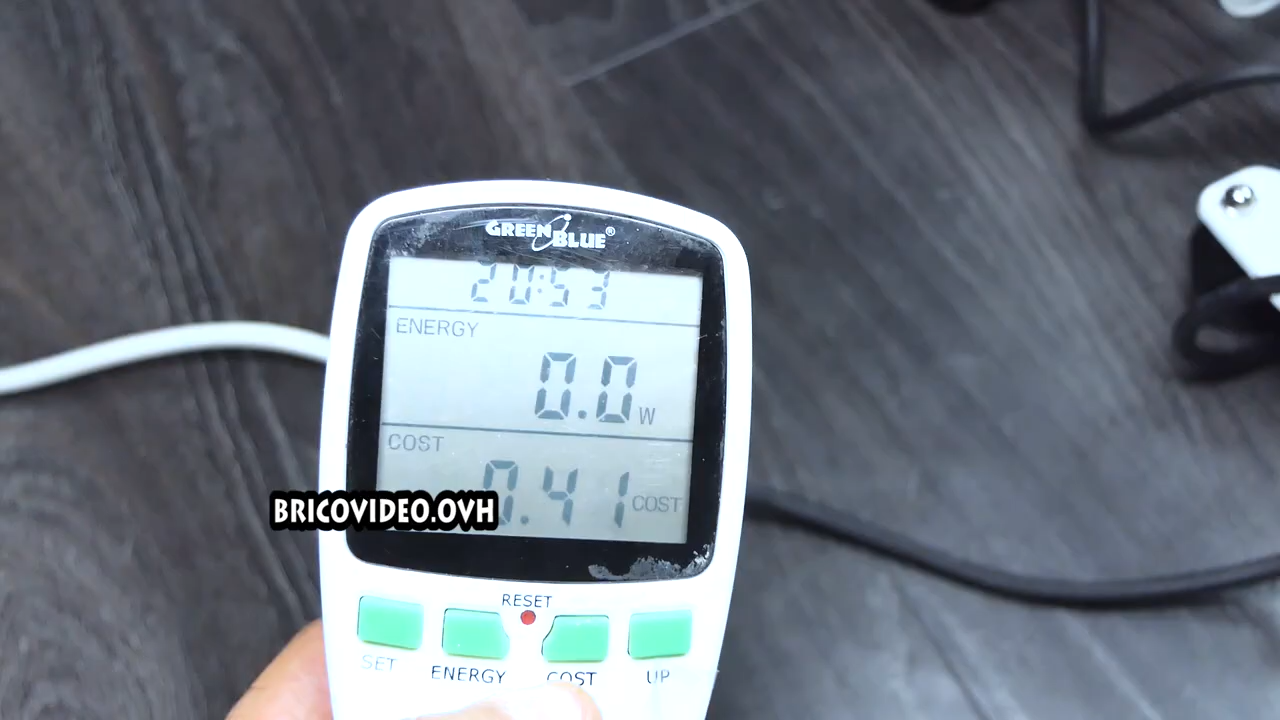 GREEN BLUE®
20:53
ENERGY
0.0 W
COST
0.41 COST
BRICOVIDEO.OVH
RESET
SET ENERGY COST UP